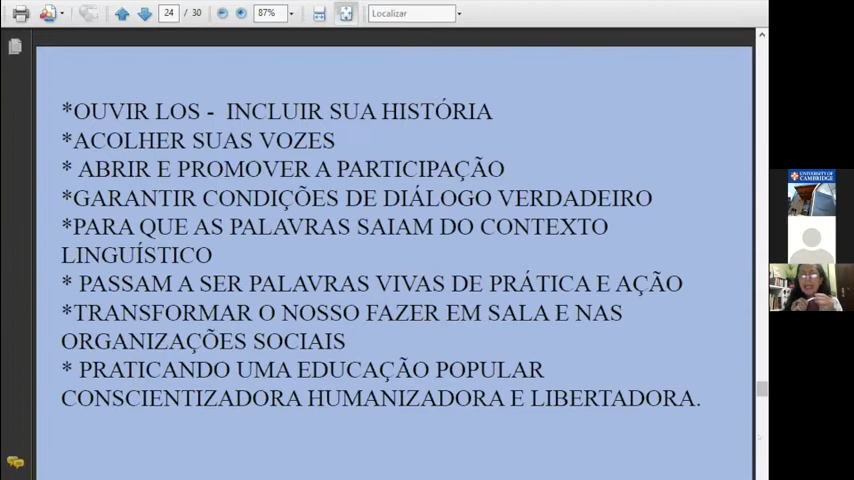 24 / 30
87%
Localizar
*OUVIR LOS - INCLUIR SUA HISTÓRIA
*ACOLHER SUAS VOZES
* ABRIR E PROMOVER A PARTICIPAÇÃO
*GARANTIR CONDIÇÕES DE DIÁLOGO VERDADEIRO
*PARA QUE AS PALAVRAS SAIAM DO CONTEXTO
LINGUÍSTICO
* PASSAM A SER PALAVRAS VIVAS DE PRÁTICA E AÇÃO
*TRANSFORMAR O NOSSO FAZER EM SALA E NAS
ORGANIZAÇÕES SOCIAIS
* PRATICANDO UMA EDUCAÇÃO POPULAR
CONSCIENTIZADORA HUMANIZADORA E LIBERTADORA.
UNIVERSITY OF
CAMBRIDGE